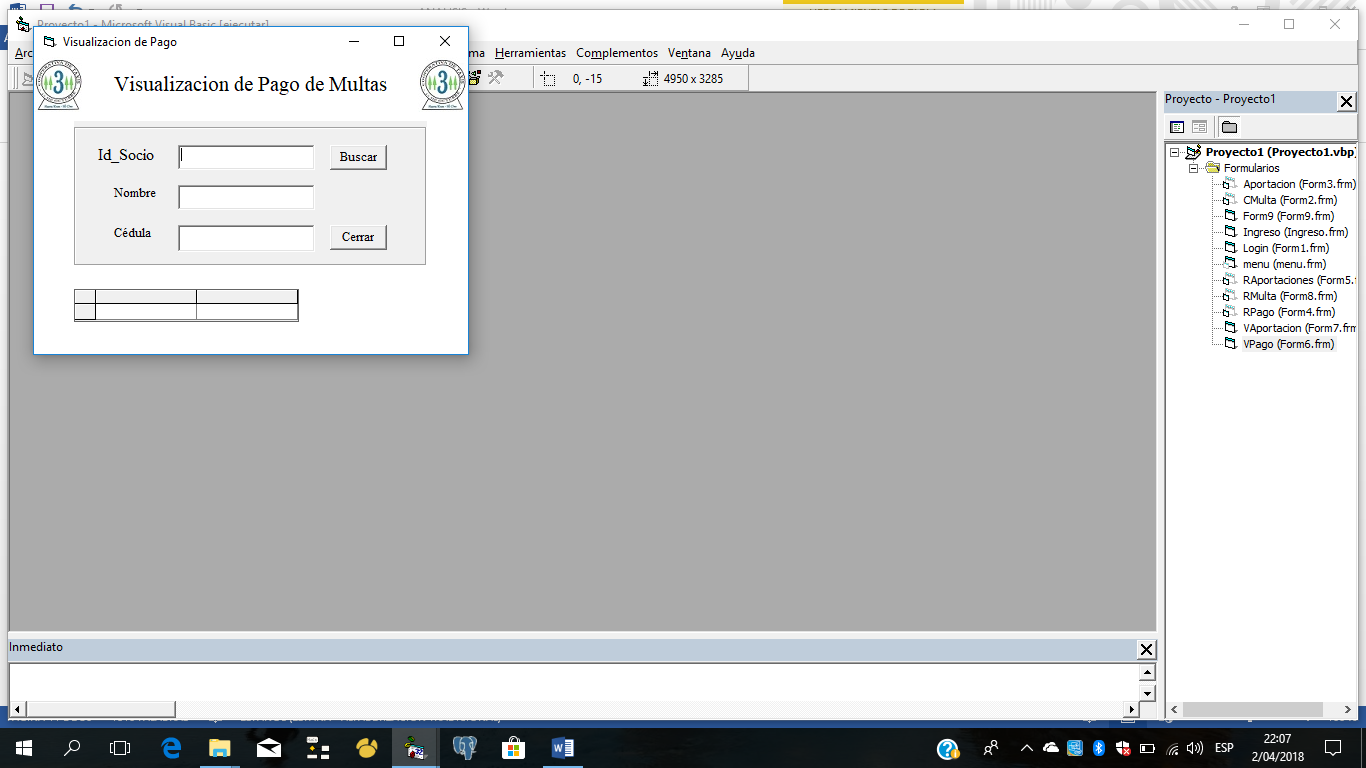 Proyecto1 - Microsoft Visual Basic [ejecutar]
Visualizacion de Pago
Herramientas Complementos Ventana Ayuda
0, -15 4950 x 3285
Visualizacion de Pago de Multas
3
Id_Socio Buscar
Nombre
Cédula Cerrar
Proyecto - Proyecto1
Proyecto1 (Proyecto1.vbp)
Formularios
Aportacion (Form3.frm)
CMulta (Form2.frm)
Form9 (Form9.frm)
Ingreso (Ingreso.frm)
Login (Form1.frm)
menu (menu.frm)
RAportaciones (Form5.
RMulta (Form8.frm)
RPago (Form4.frm)
VAportacion (Form7.frm
VPago (Form6.frm)
Inmediato
ESP
22:07
2/04/2018